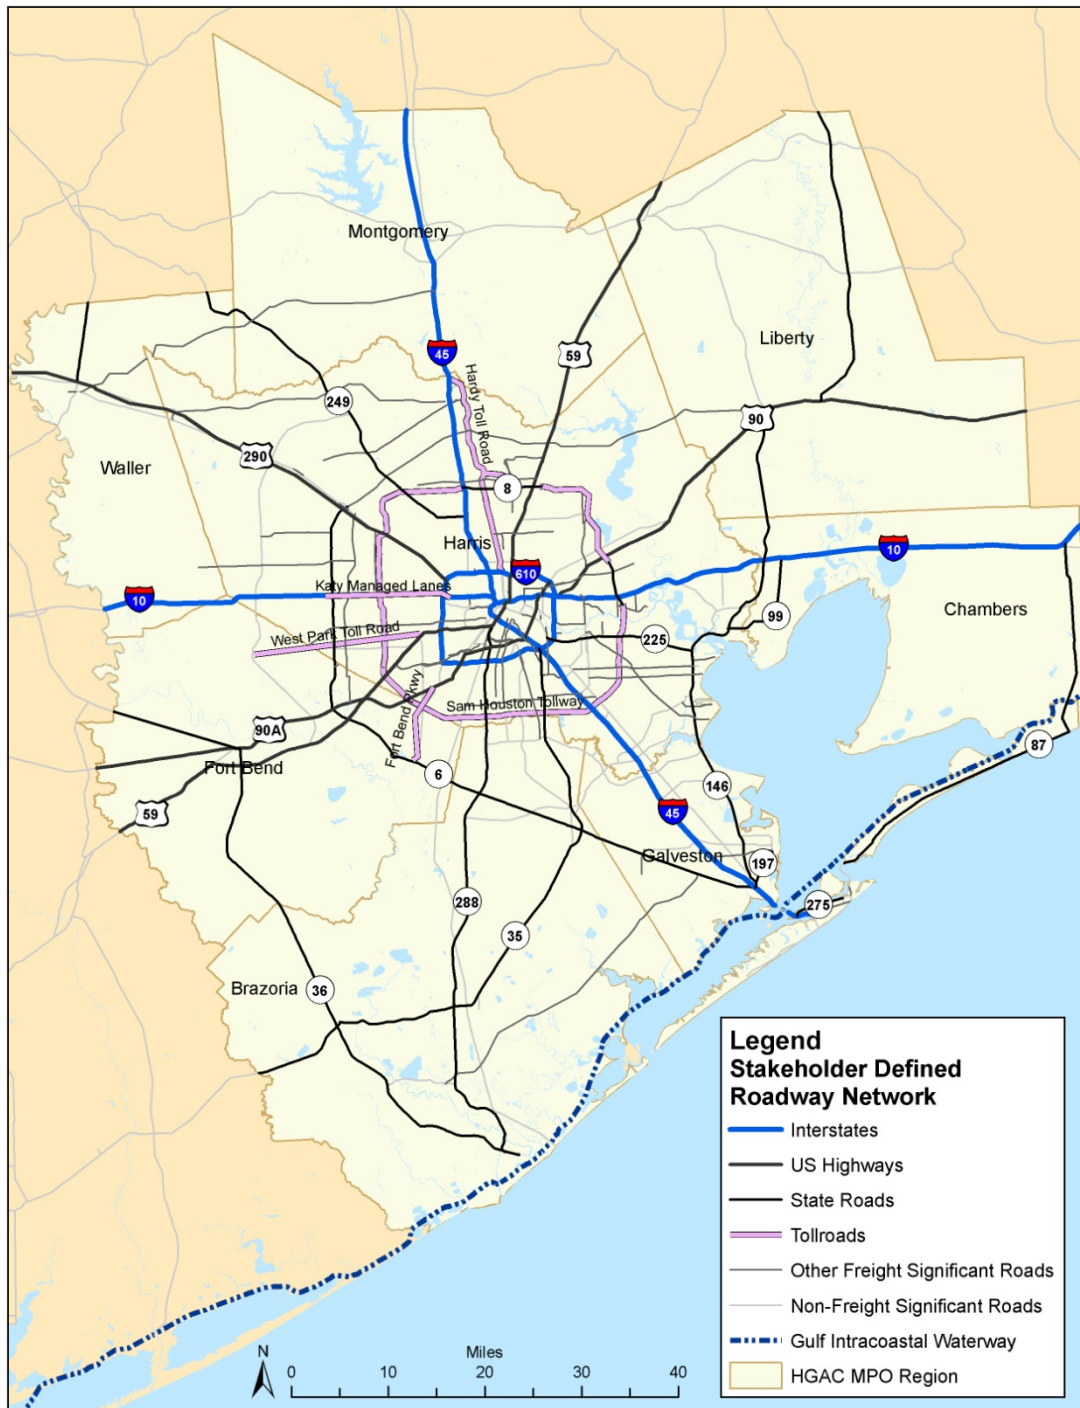 Montgomery
45
59
Liberty
Hardy Toll Road
249
90
290
Waller
8
Harris
10
610
Katy Managed Lanes
10
Chambers
99
West Park Toll Road
225
Fort Bend Pkwy
Sam Houston Tollway
90A
87
Fort Bend
6
146
59
45
Galveston
197
288
275
35
Brazoria
36
Legend
Stakeholder Defined
Roadway Network
Interstates
US Highways
State Roads
Tollroads
Other Freight Significant Roads
Non-Freight Significant Roads
Gulf Intracoastal Waterway
HGAC MPO Region
N
Miles
0 10 20 30 40